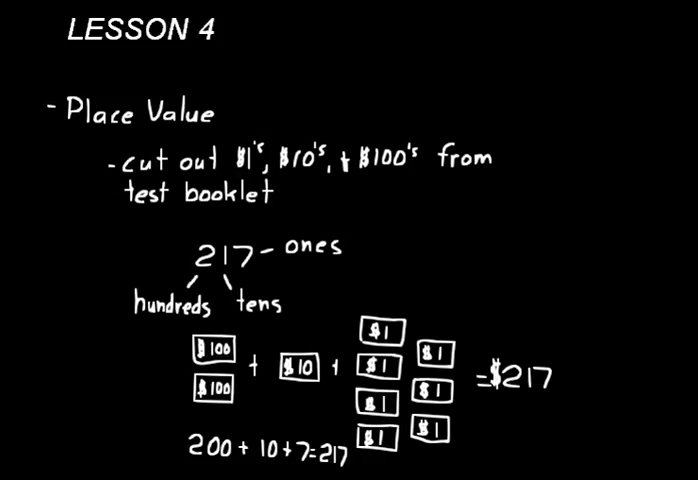 LESSON 4
- Place Value
- cut out $1's, $10's, + $100's from
test booklet
217 - ones
hundreds tens
$100 + $10 + $1 $1 = $217
$100 $1 $1
$1 $1
$1
200 + 10 + 7 = 217